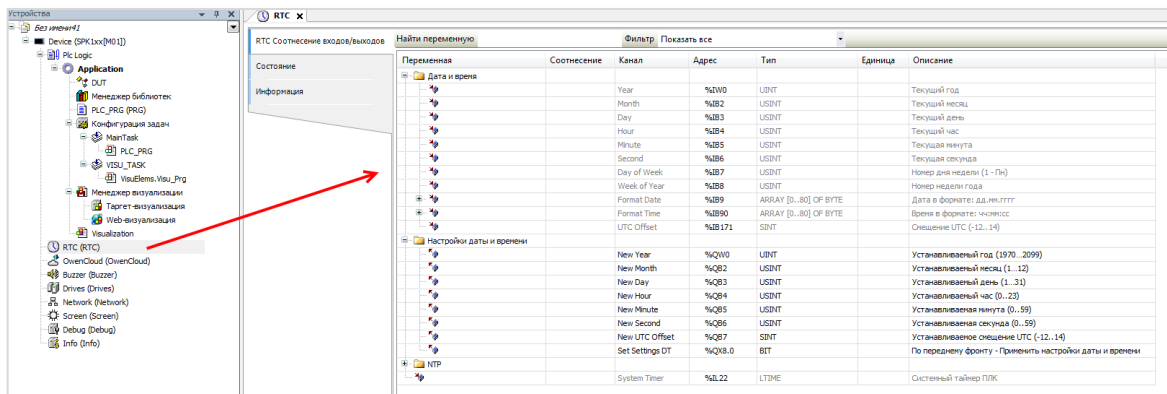 Устройства
Без имени41
Device (SPK1xx[M01])
Plc Logic
Application
DUT
Менеджер библиотек
PLC_PRG (PRG)
Конфигурация задач
MainTask
PLC_PRG
VISU_TASK
VisuElems.Visu_Prg
Менеджер визуализации
Таргет-визуализация
Web-визуализация
Visualization
RTC (RTC)
OwenCloud (OwenCloud)
Buzzer (Buzzer)
Drives (Drives)
Network (Network)
Screen (Screen)
Debug (Debug)
Info (Info)
RTC
RTC Соотнесение входов/выходов
Состояние
Информация
Найти переменную Фильтр Показать все
Переменная Соотнесение Канал Адрес Тип Единица Описание
Дата и время
Year %IW0 UINT Текущий год
Month %IB2 USINT Текущий месяц
Day %IB3 USINT Текущий день
Hour %IB4 USINT Текущий час
Minute %IB5 USINT Текущая минута
Second %IB6 USINT Текущая секунда
Day of Week %IB7 USINT Номер дня недели (1 - Пн)
Week of Year %IB8 USINT Номер недели года
Format Date %IB9 ARRAY [0..80] OF BYTE Дата в формате: дд.мм.гггг
Format Time %IB90 ARRAY [0..80] OF BYTE Время в формате: чч:мм:сс
UTC Offset %IB171 SINT Смещение UTC (-12..14)
Настройки даты и времени
New Year %QW0 UINT Устанавливаемый год (1970...2099)
New Month %QB2 USINT Устанавливаемый месяц (1...12)
New Day %QB3 USINT Устанавливаемый день (1...31)
New Hour %QB4 USINT Устанавливаемый час (0..23)
New Minute %QB5 USINT Устанавливаемая минута (0..59)
New Second %QB6 USINT Устанавливаемая секунда (0..59)
New UTC Offset %QB7 SINT Устанавливаемое смещение UTC (-12..14)
Set Settings DT %QX8.0 BIT По переднему фронту - Применить настройки даты и времени
NTP
System Timer %IL22 LTIME Системный таймер ПЛК